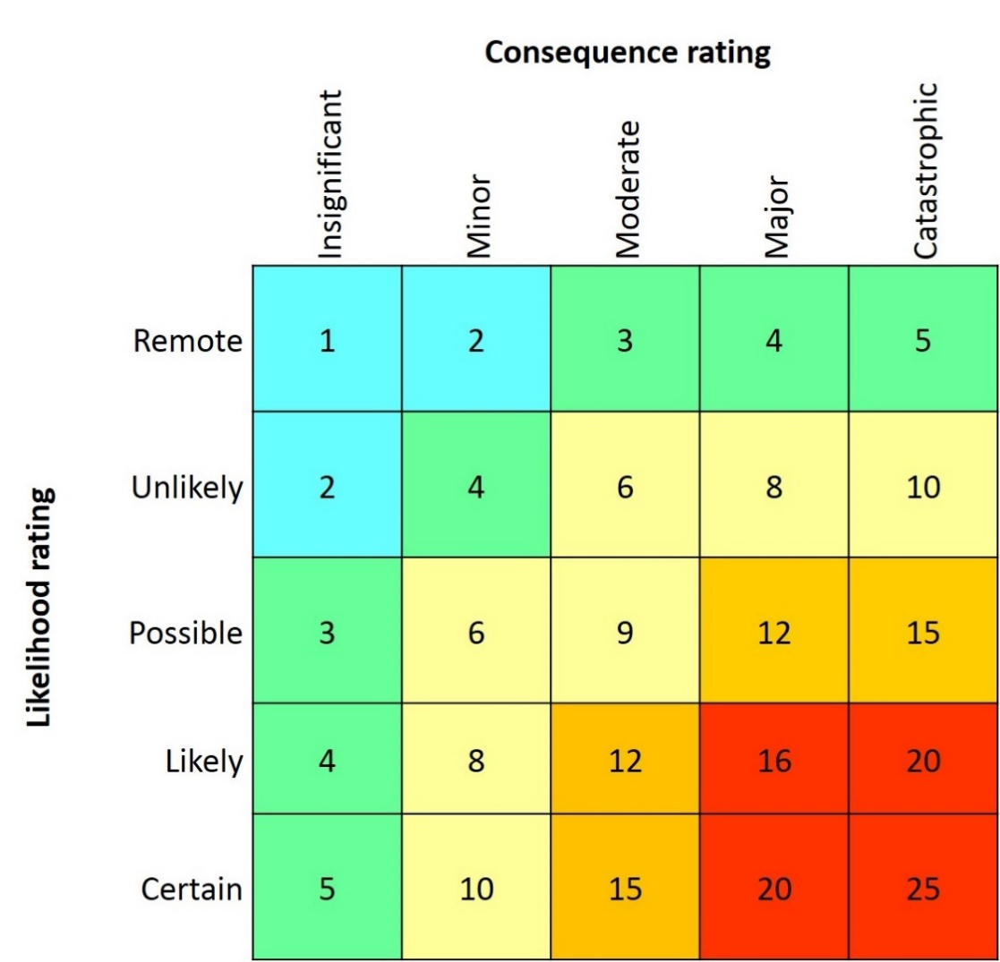 Consequence rating
Insignificant Minor Moderate Major Catastrophic
Likelihood rating
Remote 1 2 3 4 5
Unlikely 2 4 6 8 10
Possible 3 6 9 12 15
Likely 4 8 12 16 20
Certain 5 10 15 20 25